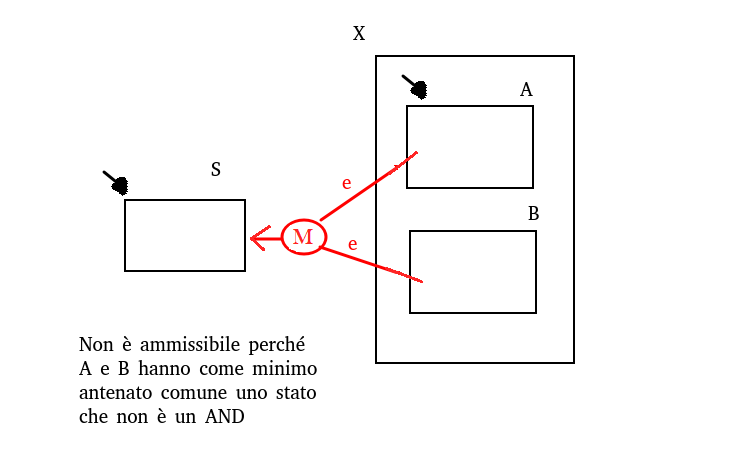 X
A
S
e
B
M
e
Non è ammissibile perché
A e B hanno come minimo
antenato comune uno stato
che non è un AND